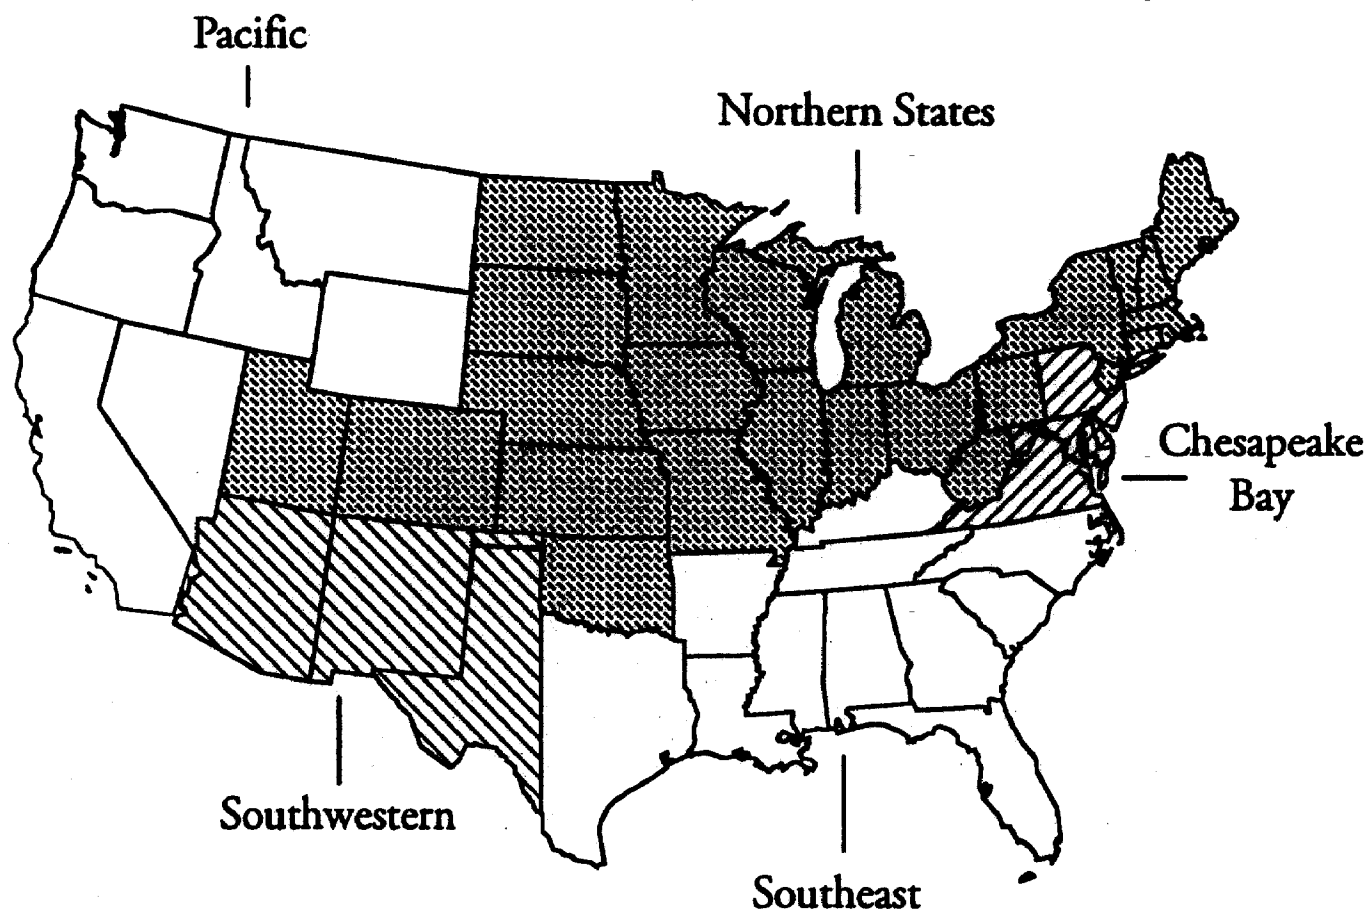 Pacific
Northern States
Chesapeake
Bay
Southwestern
Southeast